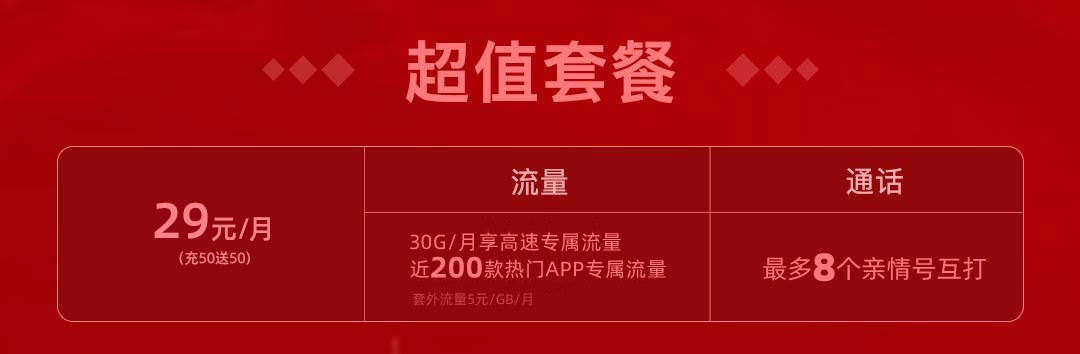 超值套餐
29元/月
(充50送50)
流量
30G/月享高速专属流量
近200款热门APP专属流量
套外流量5元/GB/月
通话
最多8个亲情号互打